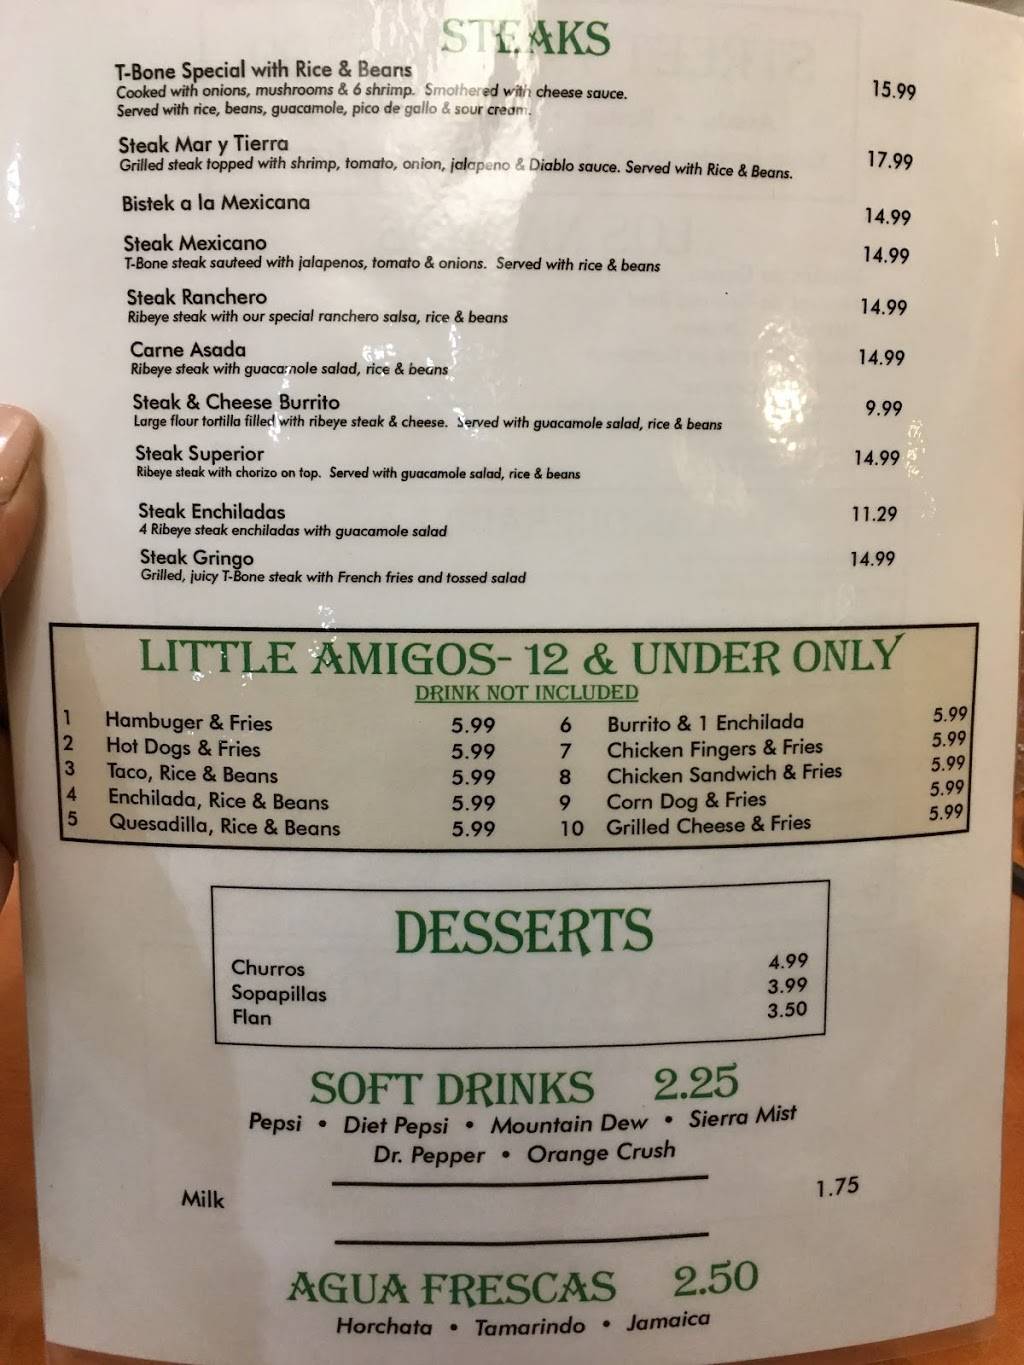 STEAKS
T-Bone Special with Rice & Beans 15.99
Cooked with onions, mushrooms & 6 shrimp. Smothered with cheese sauce.
Served with rice, beans, guacamole, pico de gallo & sour cream.
Steak Mar y Tierra 17.99
Grilled steak topped with shrimp, tomato, onion, jalapeno & Diablo sauce. Served with Rice & Beans.
Bistek a la Mexicana 14.99
Steak Mexicano 14.99
T-Bone steak sauteed with jalapenos, tomato & onions. Served with rice & beans
Steak Ranchero 14.99
Ribeye steak with our special ranchero salsa, rice & beans
Carne Asada 14.99
Ribeye steak with guacamole salad, rice & beans
Steak & Cheese Burrito 9.99
Large flour tortilla filled with ribeye steak & cheese. Served with guacamole salad, rice & beans
Steak Superior 14.99
Ribeye steak with chorizo on top. Served with guacamole salad, rice & beans
Steak Enchiladas 11.29
4 Ribeye steak enchiladas with guacamole salad
Steak Gringo 14.99
Grilled, juicy T-Bone steak with French fries and tossed salad
LITTLE AMIGOS- 12 & UNDER ONLY
DRINK NOT INCLUDED
1 Hambuger & Fries 5.99 6 Burrito & 1 Enchilada 5.99
2 Hot Dogs & Fries 5.99 7 Chicken Fingers & Fries 5.99
3 Taco, Rice & Beans 5.99 8 Chicken Sandwich & Fries 5.99
4 Enchilada, Rice & Beans 5.99 9 Corn Dog & Fries 5.99
5 Quesadilla, Rice & Beans 5.99 10 Grilled Cheese & Fries 5.99
DESSERTS
Churros 4.99
Sopapillas 3.99
Flan 3.50
SOFT DRINKS 2.25
Pepsi • Diet Pepsi • Mountain Dew • Sierra Mist
Dr. Pepper • Orange Crush
Milk 1.75
AGUA FRESCAS 2.50
Horchata • Tamarindo • Jamaica